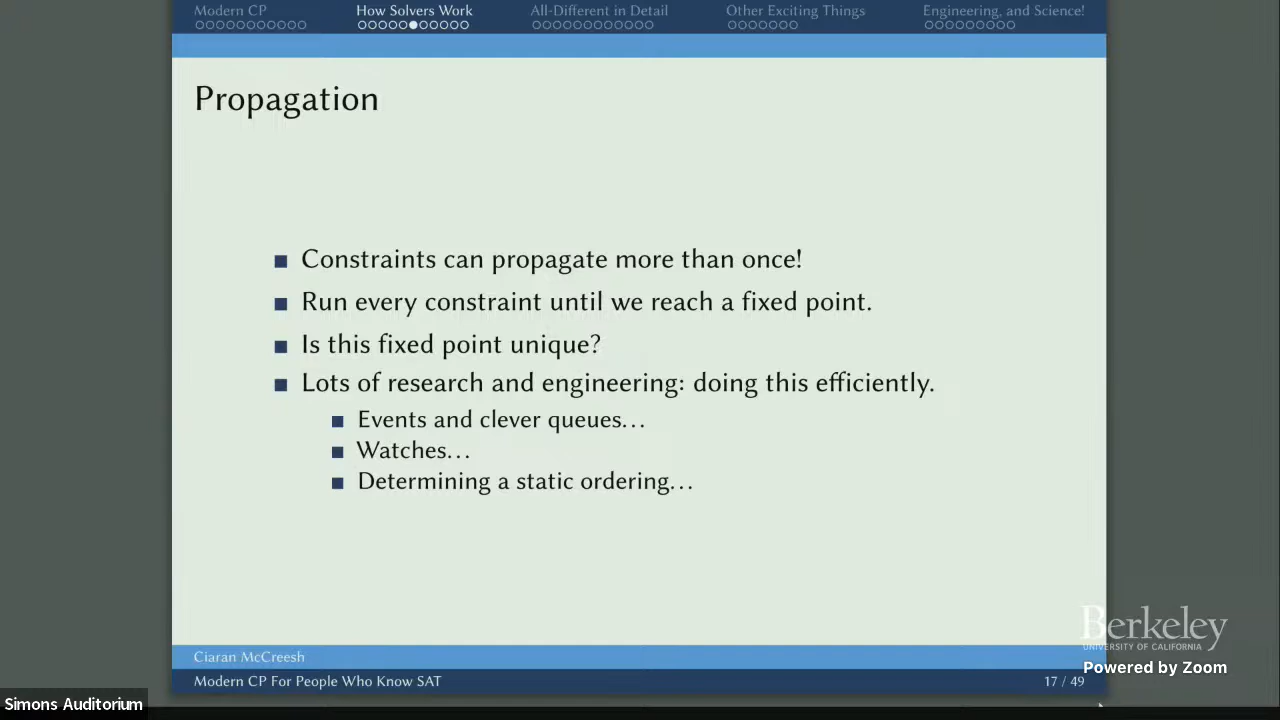 Modern CP
How Solvers Work
All-Different in Detail
Other Exciting Things
Engineering, and Science!
Propagation
Constraints can propagate more than once!
Run every constraint until we reach a fixed point.
Is this fixed point unique?
Lots of research and engineering: doing this efficiently.
Events and clever queues…
Watches…
Determining a static ordering…
Berkeley
UNIVERSITY OF CALIFORNIA
Powered by Zoom
Ciaran McCreesh
Modern CP For People Who Know SAT
17 / 49
Simons Auditorium